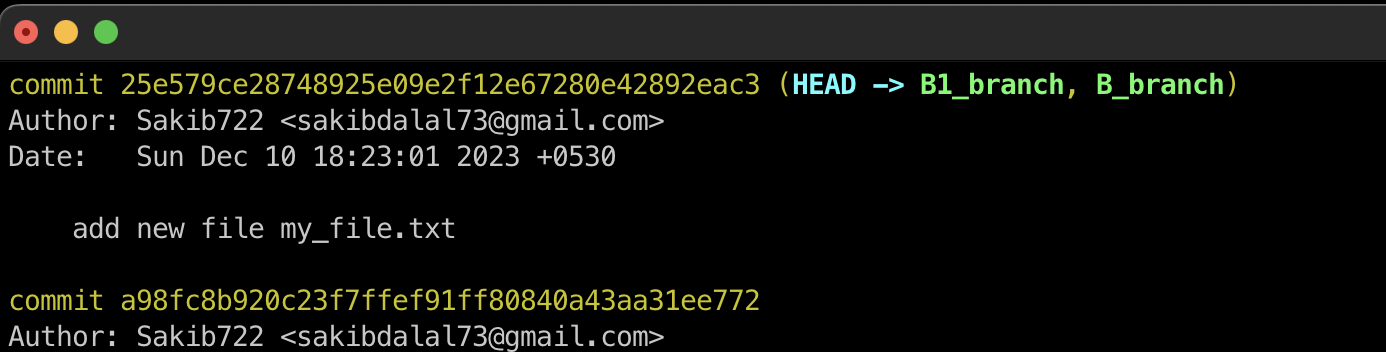 commit 25e579ce28748925e09e2f12e67280e42892eac3 (HEAD -> B1_branch, B_branch)
Author: Sakib722 <sakibdalal73@gmail.com>
Date:   Sun Dec 10 18:23:01 2023 +0530
add new file my_file.txt
commit a98fc8b920c23f7ffef91ff80840a43aa31ee772
Author: Sakib722 <sakibdalal73@gmail.com>